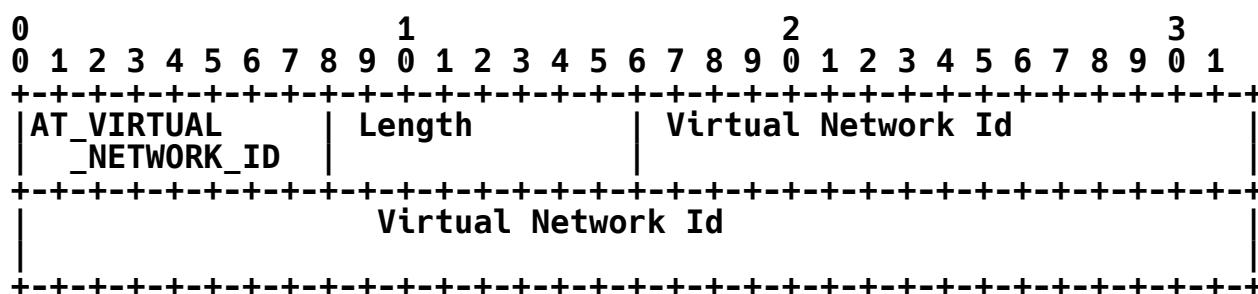 0                   1                   2                   3
0 1 2 3 4 5 6 7 8 9 0 1 2 3 4 5 6 7 8 9 0 1 2 3 4 5 6 7 8 9 0 1
+-+-+-+-+-+-+-+-+-+-+-+-+-+-+-+-+-+-+-+-+-+-+-+-+-+-+-+-+-+-+-+-+
|AT_VIRTUAL     | Length        | Virtual Network Id            |
|  _NETWORK_ID  |               |                               |
+-+-+-+-+-+-+-+-+-+-+-+-+-+-+-+-+-+-+-+-+-+-+-+-+-+-+-+-+-+-+-+-+
|                  Virtual Network Id                           |
|                                                               |
+-+-+-+-+-+-+-+-+-+-+-+-+-+-+-+-+-+-+-+-+-+-+-+-+-+-+-+-+-+-+-+-+